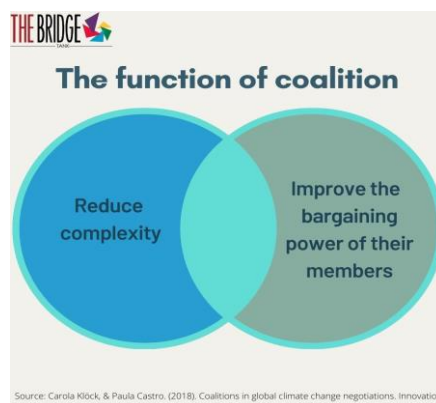 THE BRIDGE
TANK
The function of coalition
Reduce
complexity
Improve the
bargaining
power of their
members
Source: Carola Klöck, & Paula Castro. (2018). Coalitions in global climate change negotiations. Innovatio